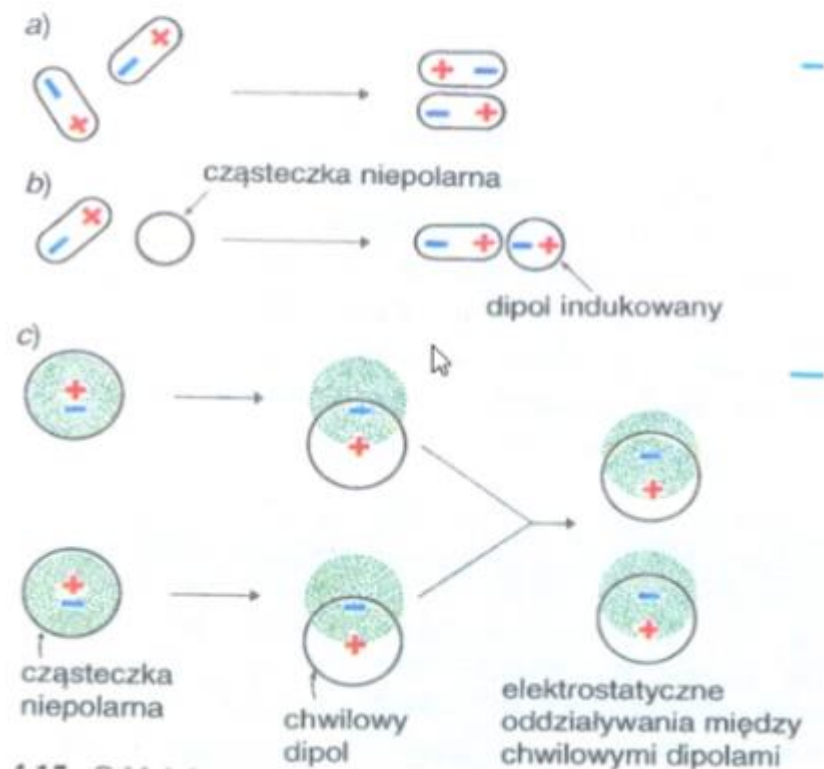 a)
cząsteczka niepolarna
b)
dipol indukowany
c)
cząsteczka
niepolarna
chwilowy
dipol
elektrostatyczne
oddziaływania między
chwilowymi dipolami